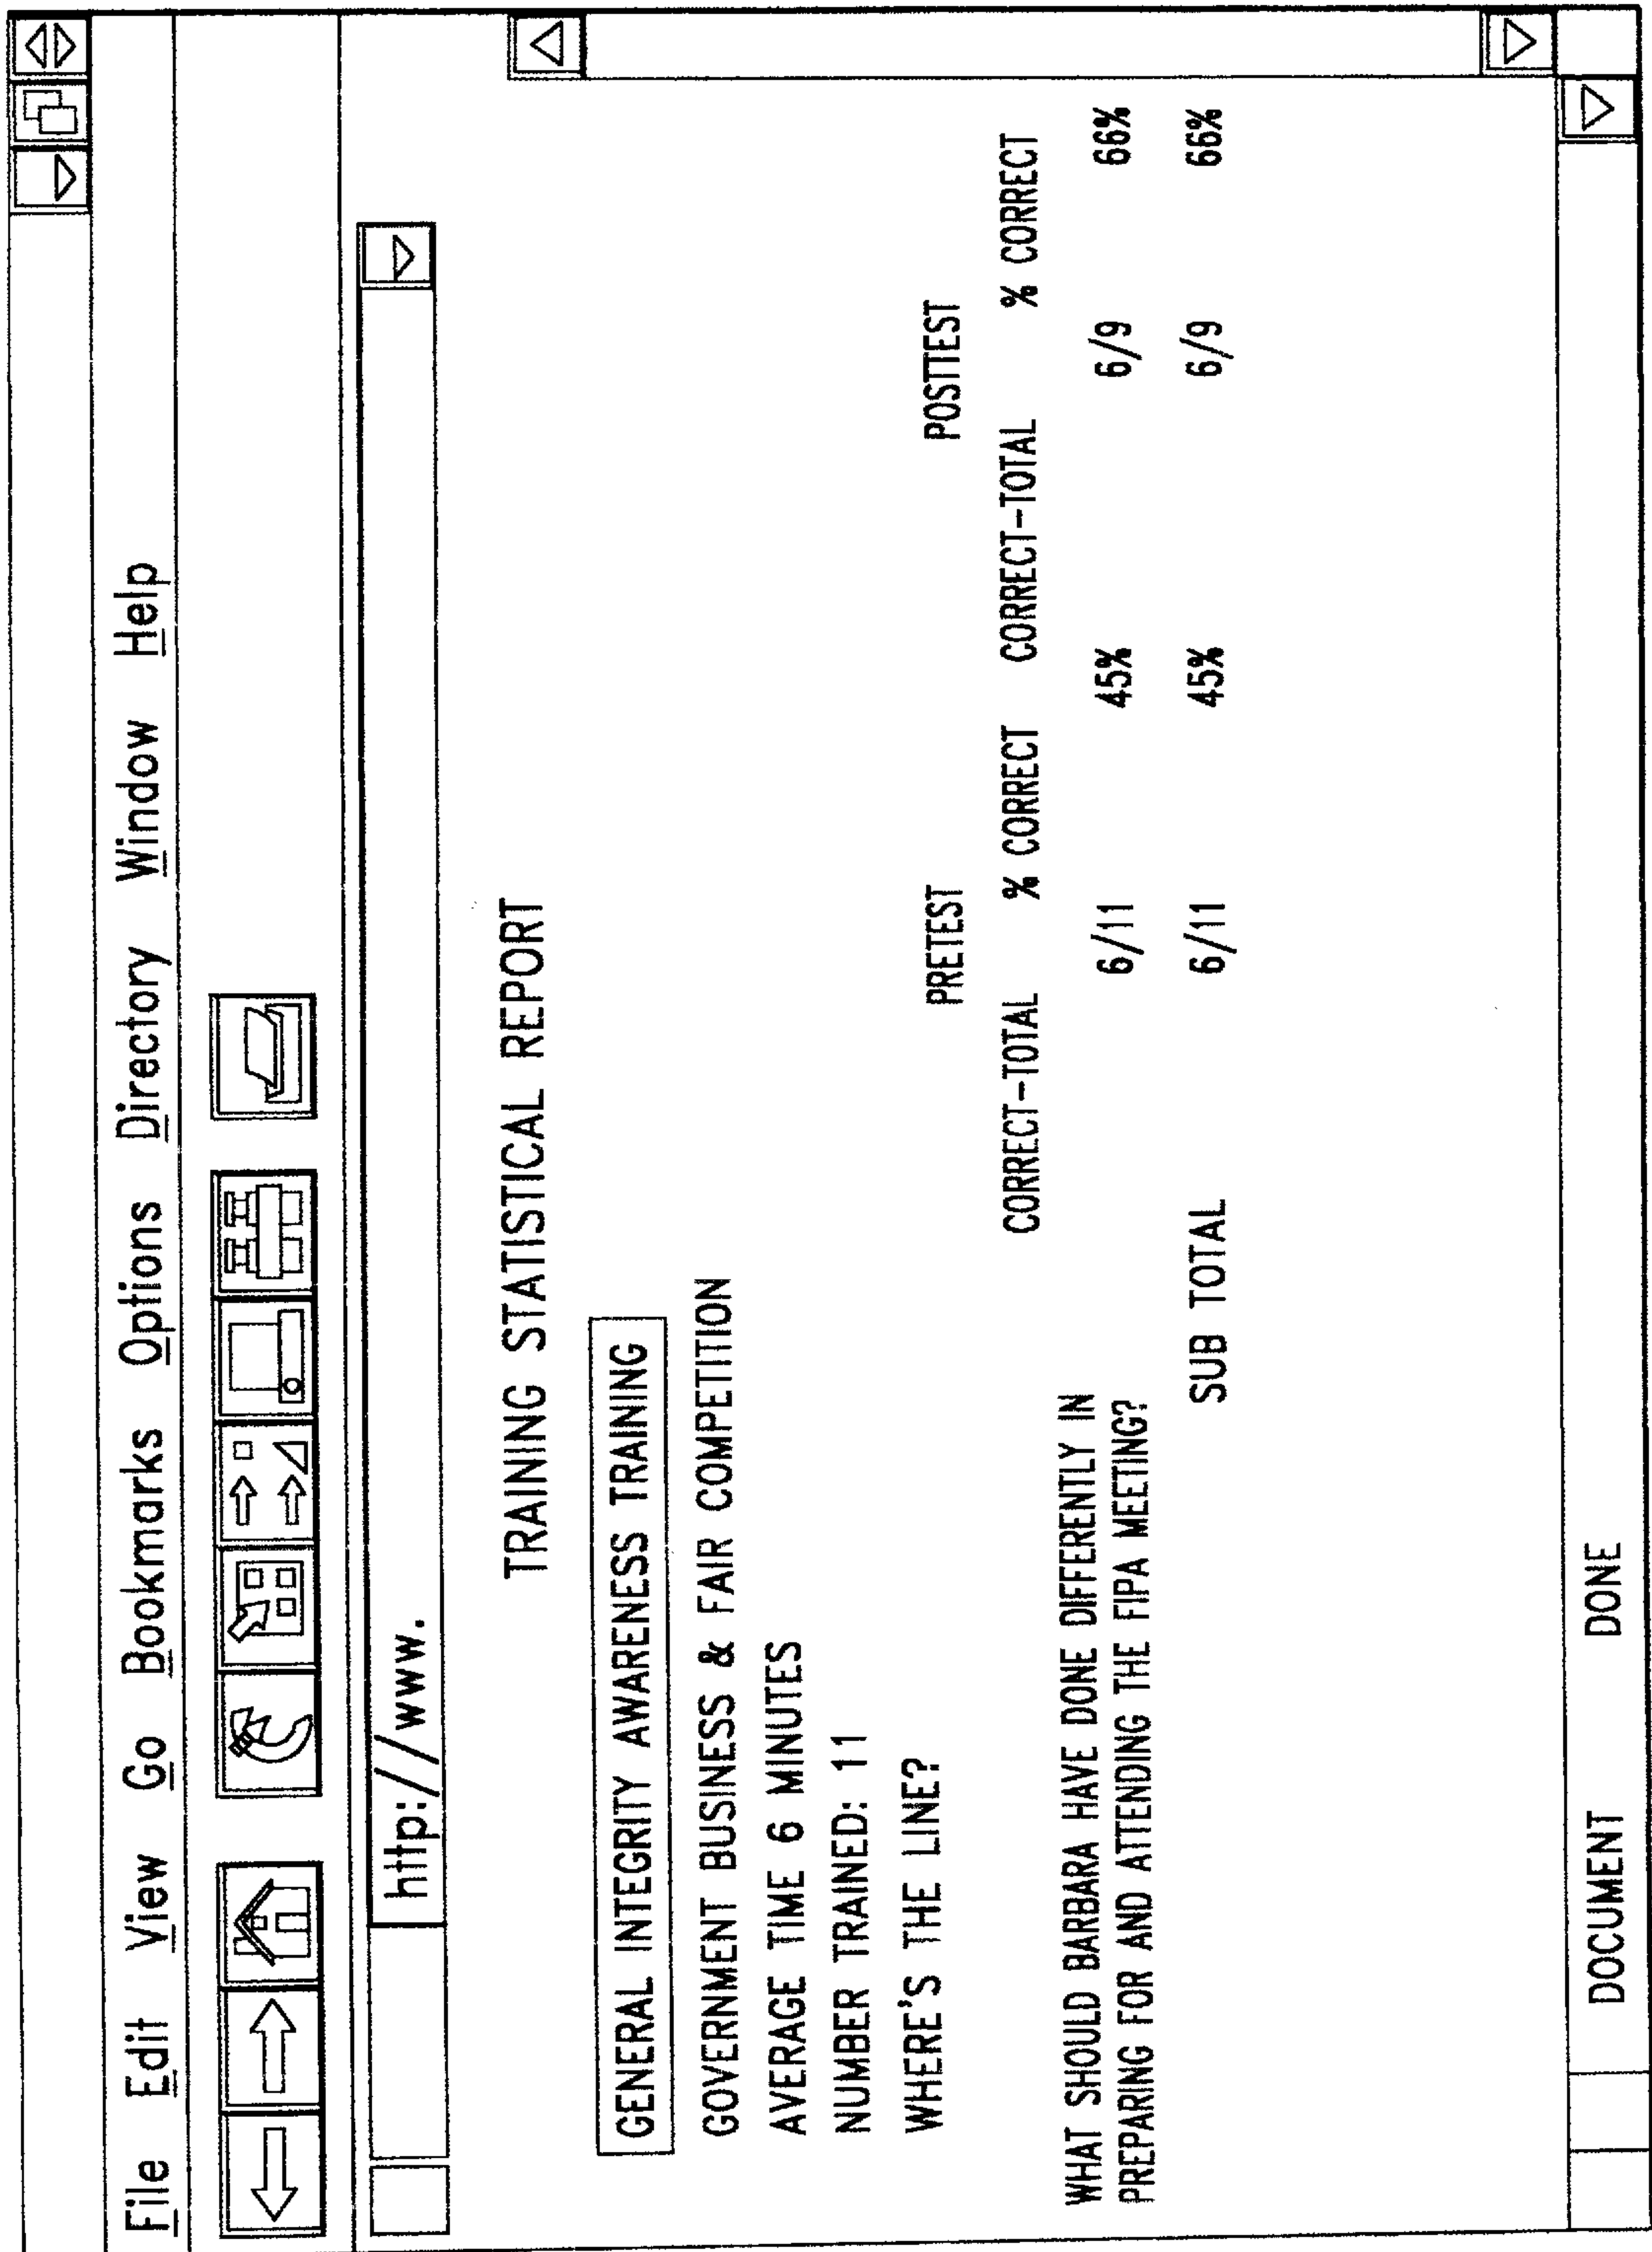 File Edit View Go Bookmarks Options Directory Window Help
http://www.
TRAINING STATISTICAL REPORT
GENERAL INTEGRITY AWARENESS TRAINING
GOVERNMENT BUSINESS & FAIR COMPETITION
AVERAGE TIME 6 MINUTES
NUMBER TRAINED: 11
WHERE'S THE LINE?
PRETEST POSTTEST
CORRECT-TOTAL % CORRECT CORRECT-TOTAL % CORRECT
WHAT SHOULD BARBARA HAVE DONE DIFFERENTLY IN
PREPARING FOR AND ATTENDING THE FIPA MEETING?
6/11 45% 6/9 66%
SUB TOTAL 6/11 45% 6/9 66%
DOCUMENT DONE